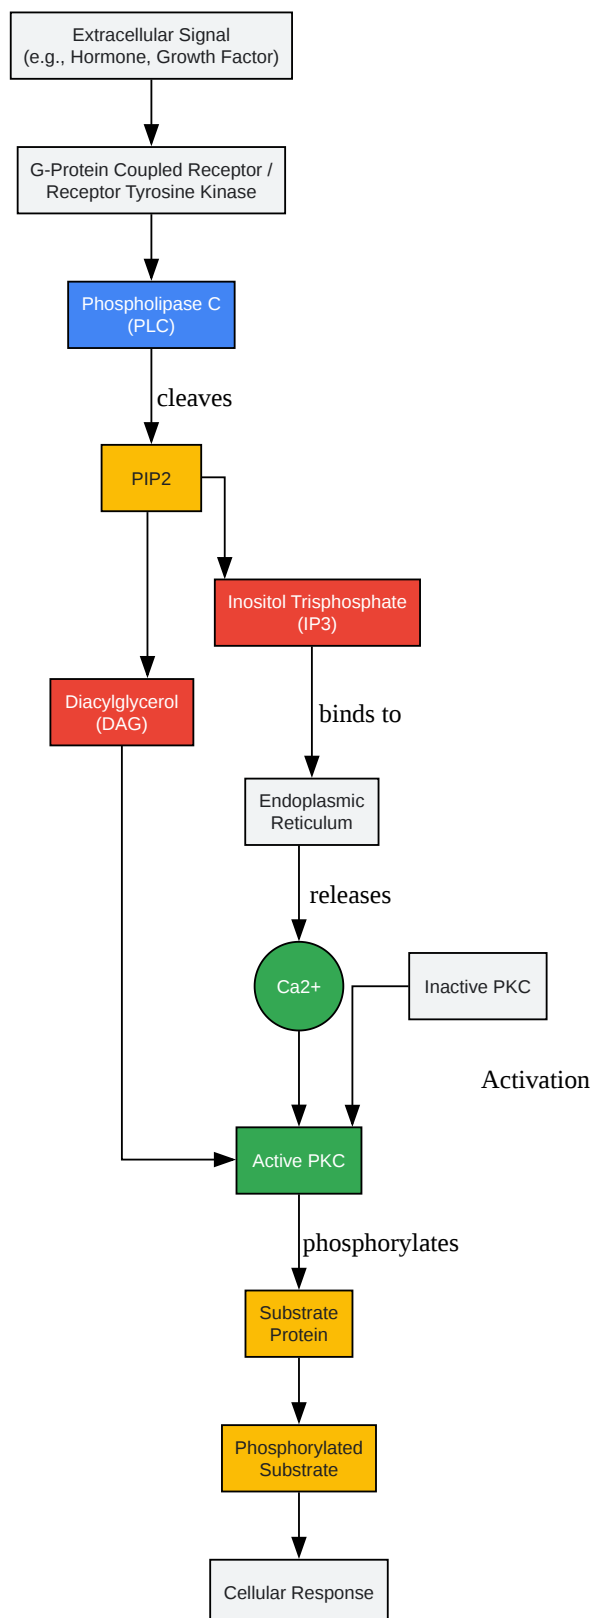 Extracellular Signal
(e.g., Hormone, Growth Factor)
G-Protein Coupled Receptor /
Receptor Tyrosine Kinase
Phospholipase C
(PLC)
cleaves
PIP2
Inositol Trisphosphate
(IP3)
Diacylglycerol
(DAG)
binds to
Endoplasmic
Reticulum
releases
Ca2+
Inactive PKC
Activation
Active PKC
phosphorylates
Substrate
Protein
Phosphorylated
Substrate
Cellular Response